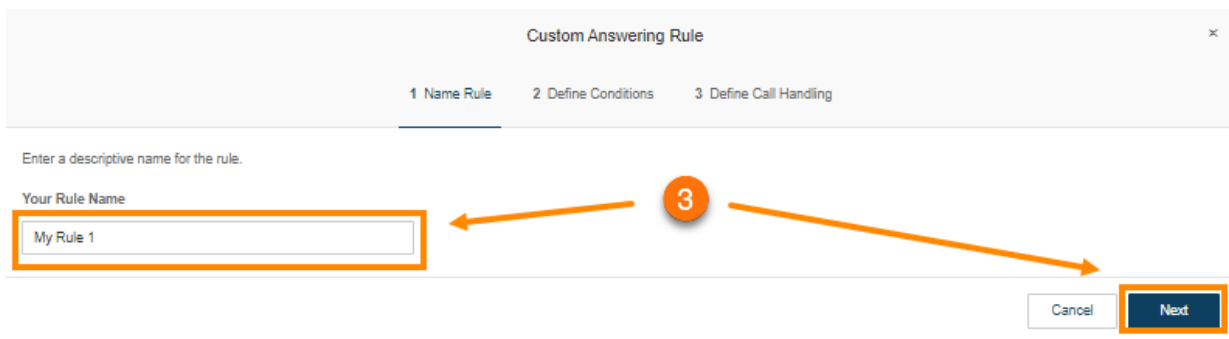 Custom Answering Rule
×
1 Name Rule 2 Define Conditions 3 Define Call Handling
Enter a descriptive name for the rule.
Your Rule Name
3
My Rule 1
Cancel Next